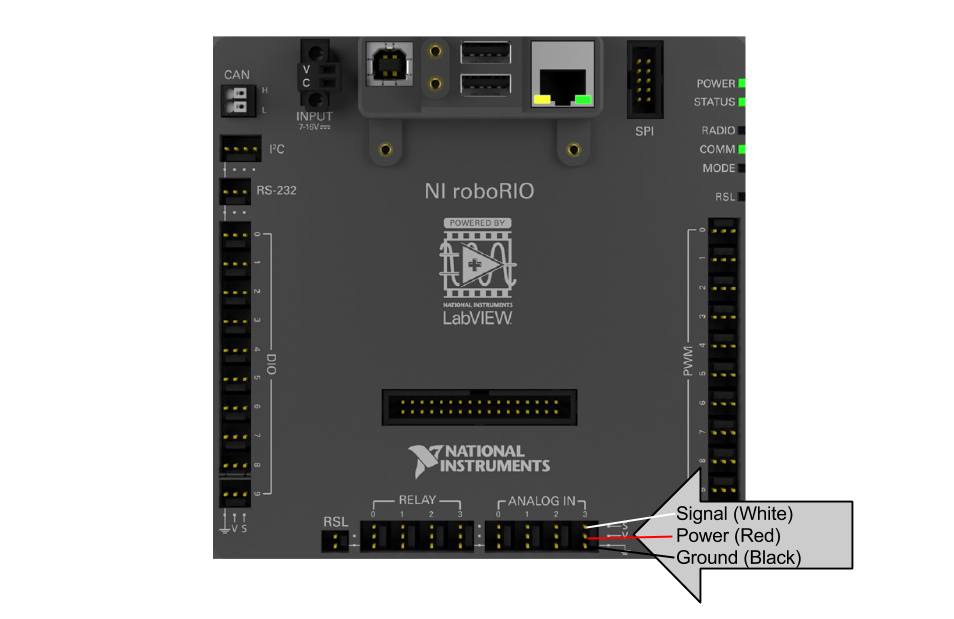 CAN
H
L
V
C
INPUT
7-16V
SPI
POWER
STATUS
RADIO
COMM
MODE
RSL
I²C
RS-232
NI roboRIO
POWERED BY
NATIONAL INSTRUMENTS
LabVIEW
0
1
2
3
4
5
6
7
8
9
DIO
V S
0
1
2
3
4
5
6
7
8
9
PWM
NATIONAL
INSTRUMENTS
RSL
RELAY
0 1 2 3
ANALOG IN
0 1 2 3
S
V
Signal (White)
Power (Red)
Ground (Black)